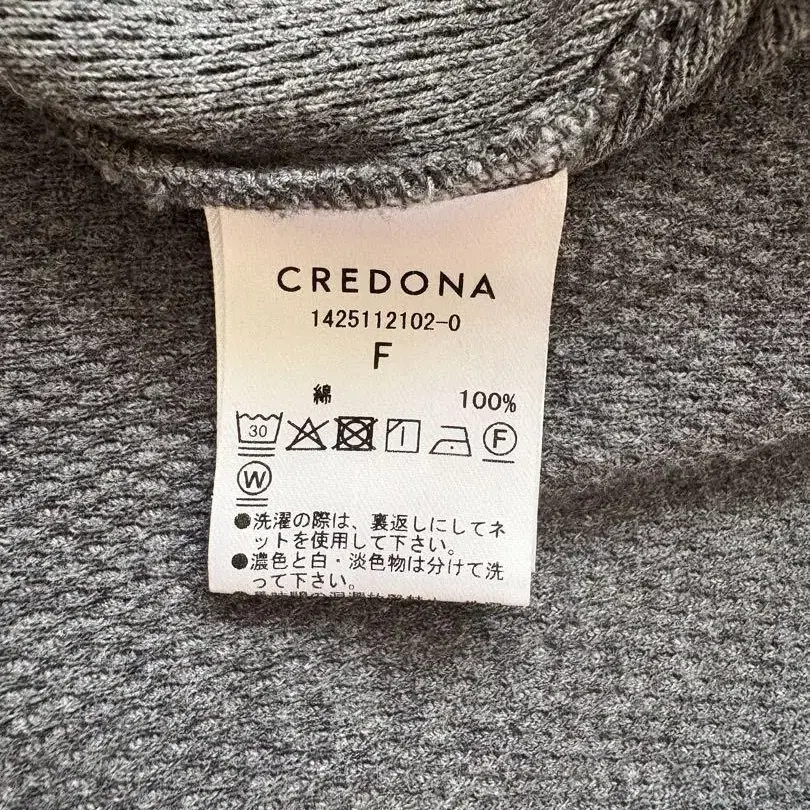 CREDONA
1425112102-0
F
綿 100%
30 F
W
●洗濯の際は、裏返しにしてネ
ットを使用して下さい。
●濃色と白・淡色物は分けて洗
って下さい。